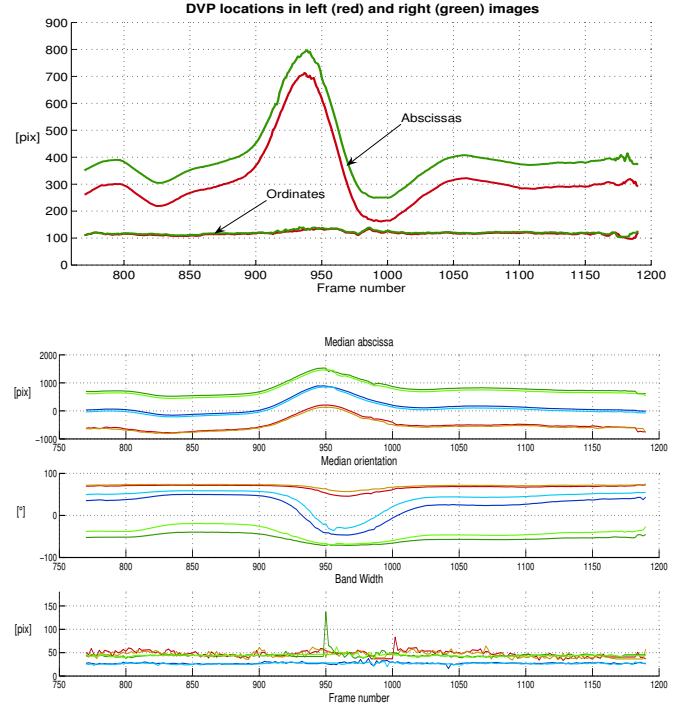 DVP locations in left (red) and right (green) images
900
800
700
600
500
400
300
200
100
0
[pix]
Abscissas
Ordinates
800 850 900 950 1000 1050 1100 1150 1200
Frame number
Median abscissa
2000
1000
0
−1000
[pix]
750 800 850 900 950 1000 1050 1100 1150 1200
Median orientation
100
0
−100
[°]
750 800 850 900 950 1000 1050 1100 1150 1200
Band Width
150
100
50
0
[pix]
750 800 850 900 950 1000 1050 1100 1150 1200
Frame number